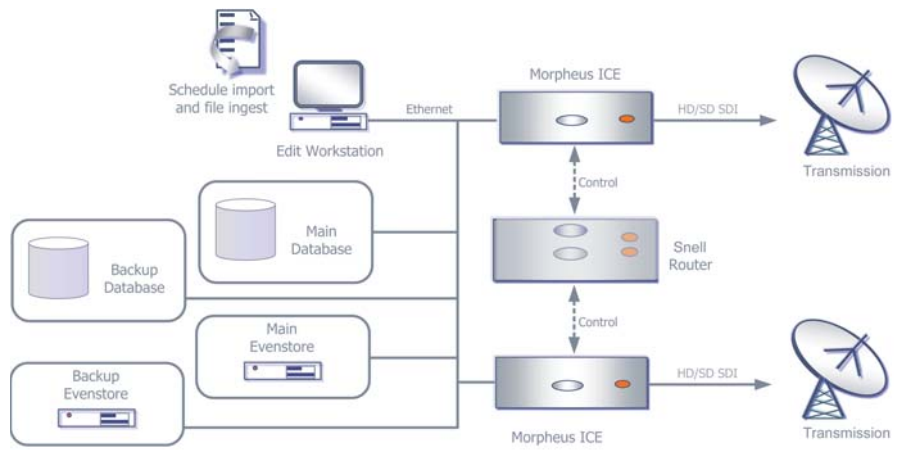 Schedule import
and file ingest
Edit Workstation
Ethernet
Morpheus ICE
HD/SD SDI
Transmission
Control
Main
Database
Backup
Database
Snell
Router
Main
Evenstore
Control
Backup
Evenstore
HD/SD SDI
Morpheus ICE
Transmission